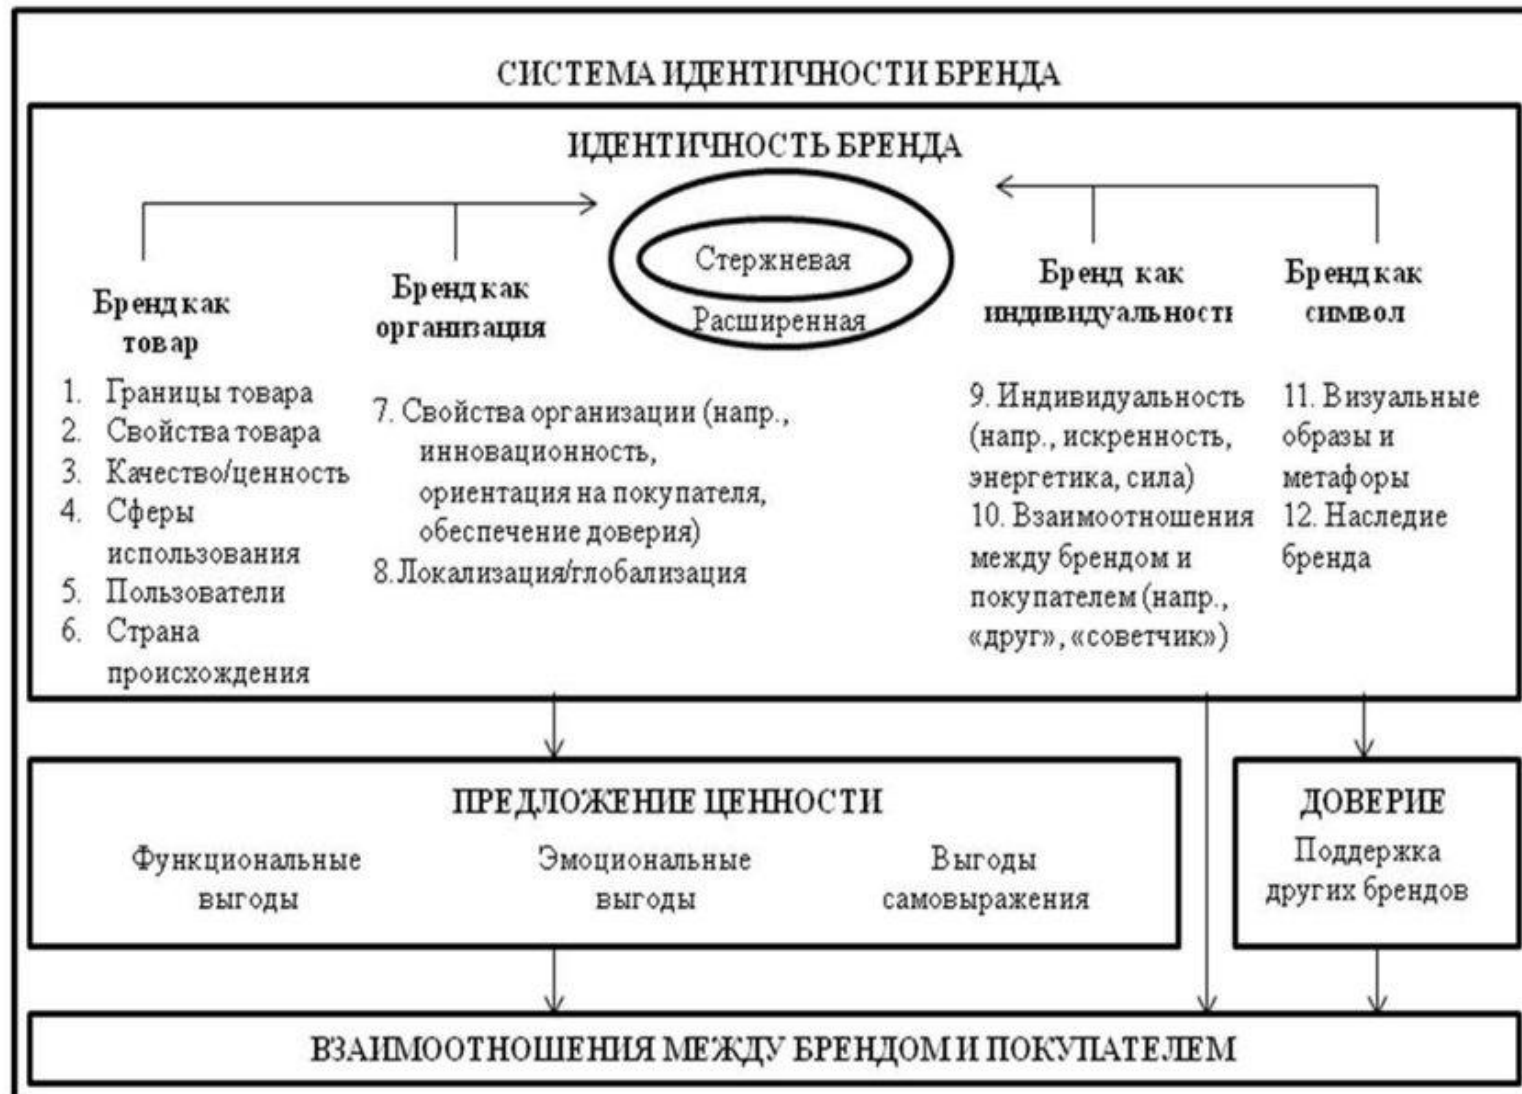 СИСТЕМА ИДЕНТИЧНОСТИ БРЕНДА
ИДЕНТИЧНОСТЬ БРЕНДА
Стержневая
Расширенная
Бренд как
товар
1. Границы товара
2. Свойства товара
3. Качество/ценность
4. Сферы
использования
5. Пользователи
6. Страна
происхождения
Бренд как
организация
7. Свойства организации (напр.,
инновационность,
ориентация на покупателя,
обеспечение доверия)
8. Локализация/глобализация
Бренд как
индивидуальность
9. Индивидуальность
(напр., искренность,
энергетика, сила)
10. Взаимоотношения
между брендом и
покупателем (напр.,
«друг», «советчик»)
Бренд как
символ
11. Визуальные
образы и
метафоры
12. Наследие
бренда
ПРЕДЛОЖЕНИЕ ЦЕННОСТИ
Функциональные
выгоды
Эмоциональные
выгоды
Выгоды
самовыражения
ДОВЕРИЕ
Поддержка
других брендов
ВЗАИМООТНОШЕНИЯ МЕЖДУ БРЕНДОМ И ПОКУПАТЕЛЕМ